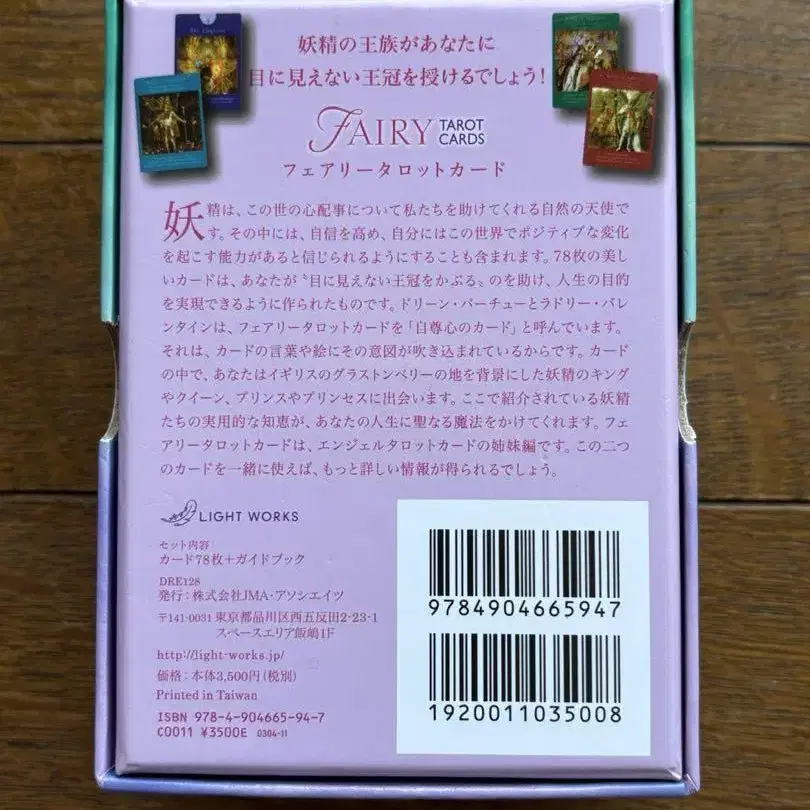 妖精の王族があなたに
目に見えない王冠を授けるでしょう！
FAIRY TAROT CARDS
フェアリータロットカード
妖精は、この世の心配事について私たちを助けてくれる自然の天使で
す。その中には、自信を高め、自分にはこの世界でポジティブな変化
を起こす能力があると信じられるようにすることも含まれます。78枚の美し
いカードは、あなたが〝目に見えない王冠をかぶる〟のを助け、人生の目的
を実現できるように作られたものです。ドリーン・バーチューとラドリー・バレ
ンタインは、フェアリータロットカードを「自尊心のカード」と呼んでいます。
それは、カードの言葉や絵にその意図が吹き込まれているからです。カード
の中で、あなたはイギリスのグラストンベリーの地を背景にした妖精のキング
やクイーン、プリンスやプリンセスに出会います。ここで紹介されている妖精
たちの実用的な知恵が、あなたの人生に聖なる魔法をかけてくれます。フェ
アリータロットカードは、エンジェルタロットカードの姉妹編です。この二つ
のカードを一緒に使えば、もっと詳しい情報が得られるでしょう。
LIGHT WORKS
セット内容
カード78枚＋ガイドブック
DRE128
発行：株式会社JMA・アソシエイツ
〒141-0031 東京都品川区西五反田2-23-1
スペースエリア飯嶋1F
http://light-works.jp/
価格：本体3,500円（税別）
Printed in Taiwan
ISBN 978-4-904665-94-7
C0011 ¥3500E 0304-11
9784904665947
1920011035008